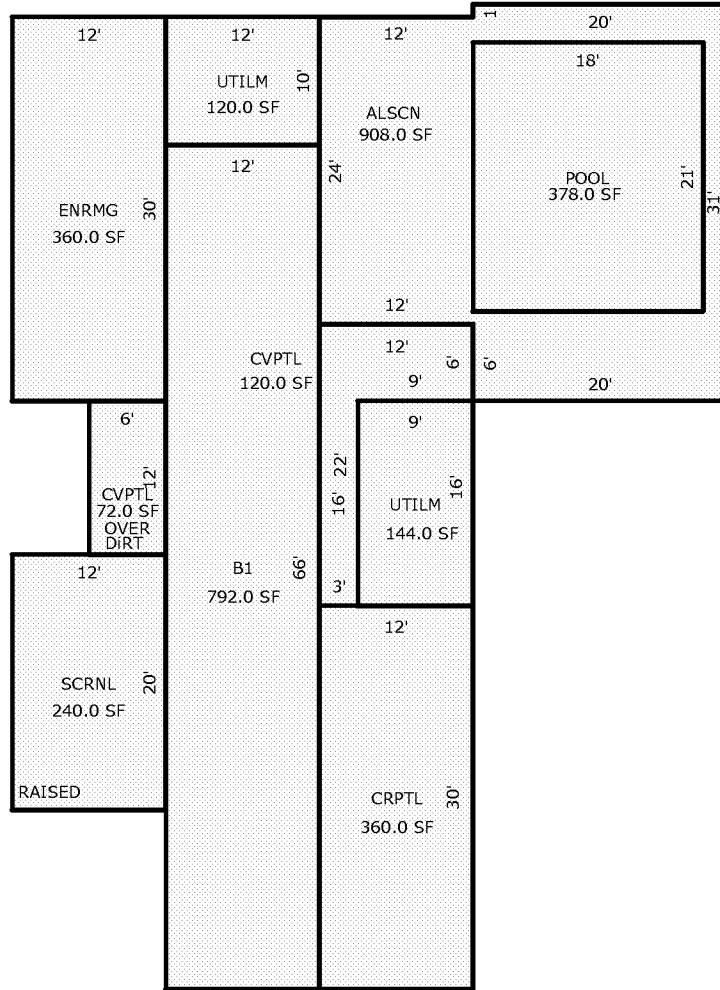 1
20'
12'
12'
12'
18'
UTILM
120.0 SF
10'
ALSCN
908.0 SF
12'
24'
POOL
378.0 SF
21'
31'
ENRMG
360.0 SF
30'
12'
CVPTL
120.0 SF
12'
6'
6'
9'
20'
6'
9'
12'
CVPTL
72.0 SF
OVER
DiRT
22'
16'
16'
UTILM
144.0 SF
12'
B1
792.0 SF
66'
3'
12'
SCRNL
240.0 SF
20'
RAISED
CRPTL
360.0 SF
30'